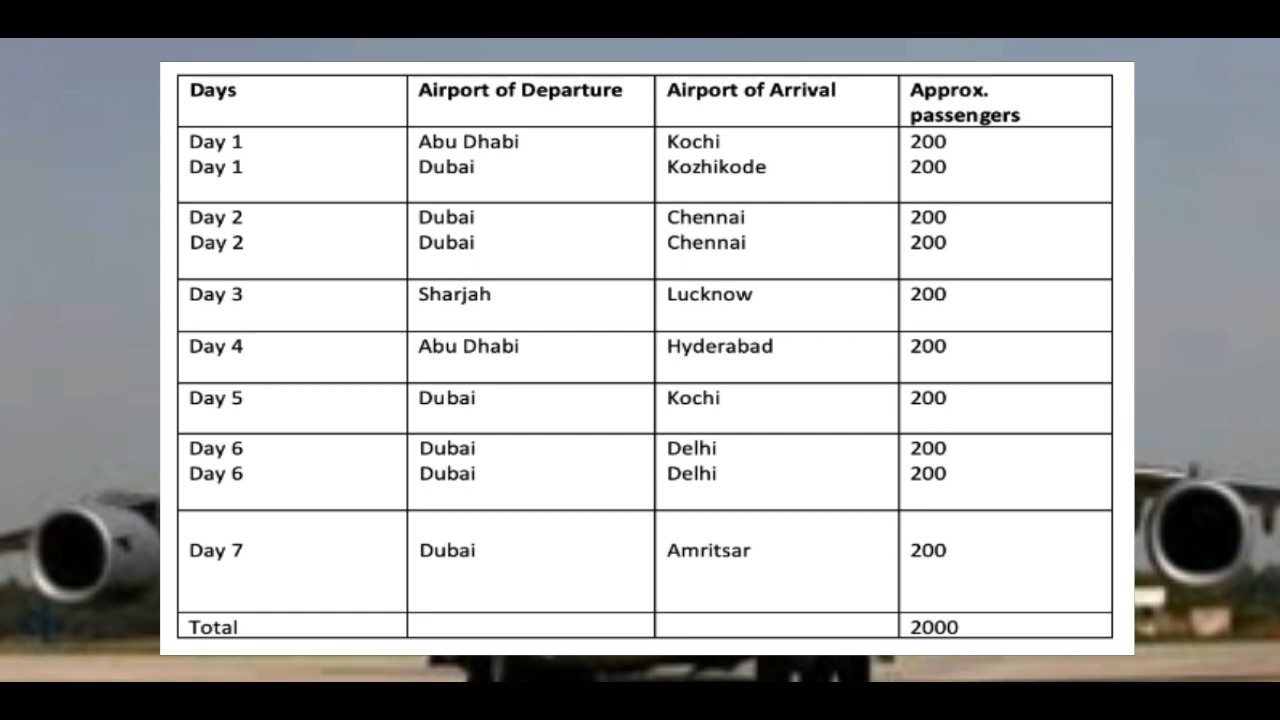 Days Airport of Departure Airport of Arrival Approx. passengers
Day 1 Abu Dhabi Kochi 200
Day 1 Dubai Kozhikode 200
Day 2 Dubai Chennai 200
Day 2 Dubai Chennai 200
Day 3 Sharjah Lucknow 200
Day 4 Abu Dhabi Hyderabad 200
Day 5 Dubai Kochi 200
Day 6 Dubai Delhi 200
Day 6 Dubai Delhi 200
Day 7 Dubai Amritsar 200
Total 2000